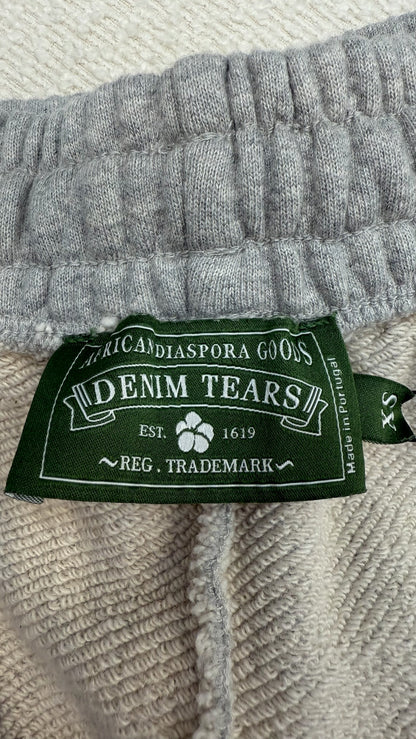 AFRICAN DIASPORA GOODS
DENIM TEARS
EST. 1619
~REG. TRADEMARK~
Made in Portugal
XS